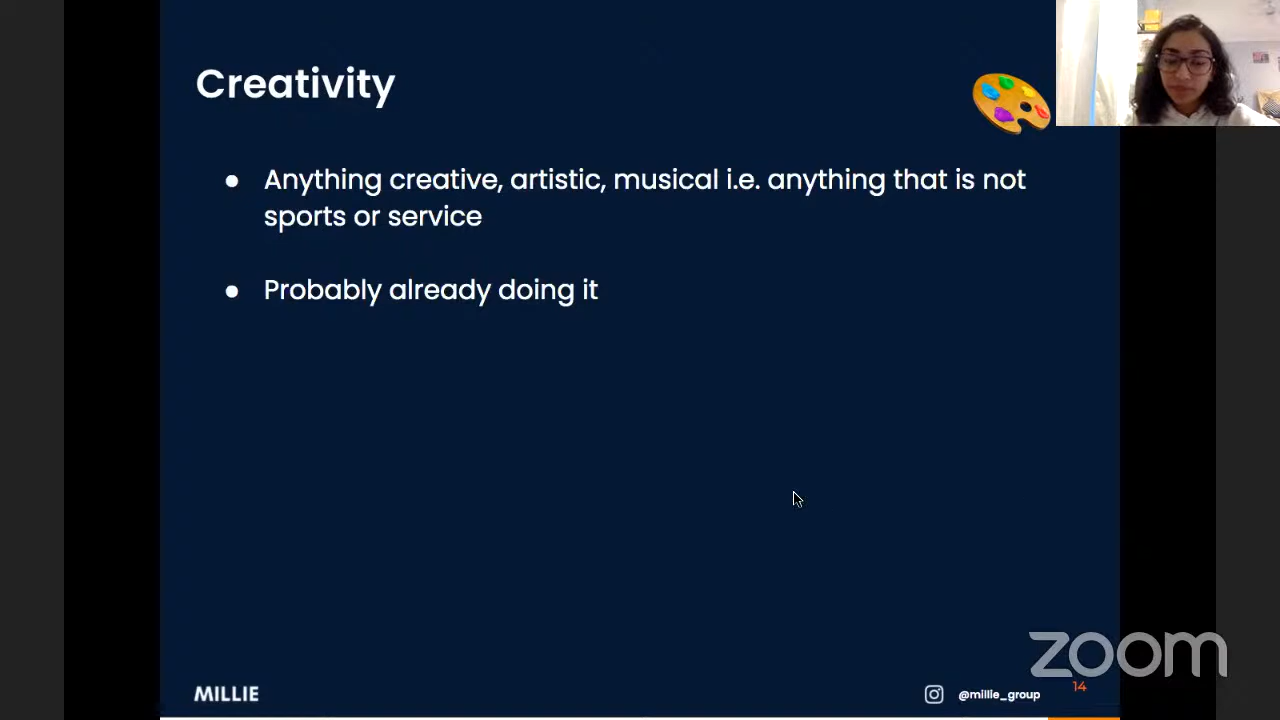 Creativity
● Anything creative, artistic, musical i.e. anything that is not
sports or service
● Probably already doing it
zoom
MILLIE
@millie_group
14